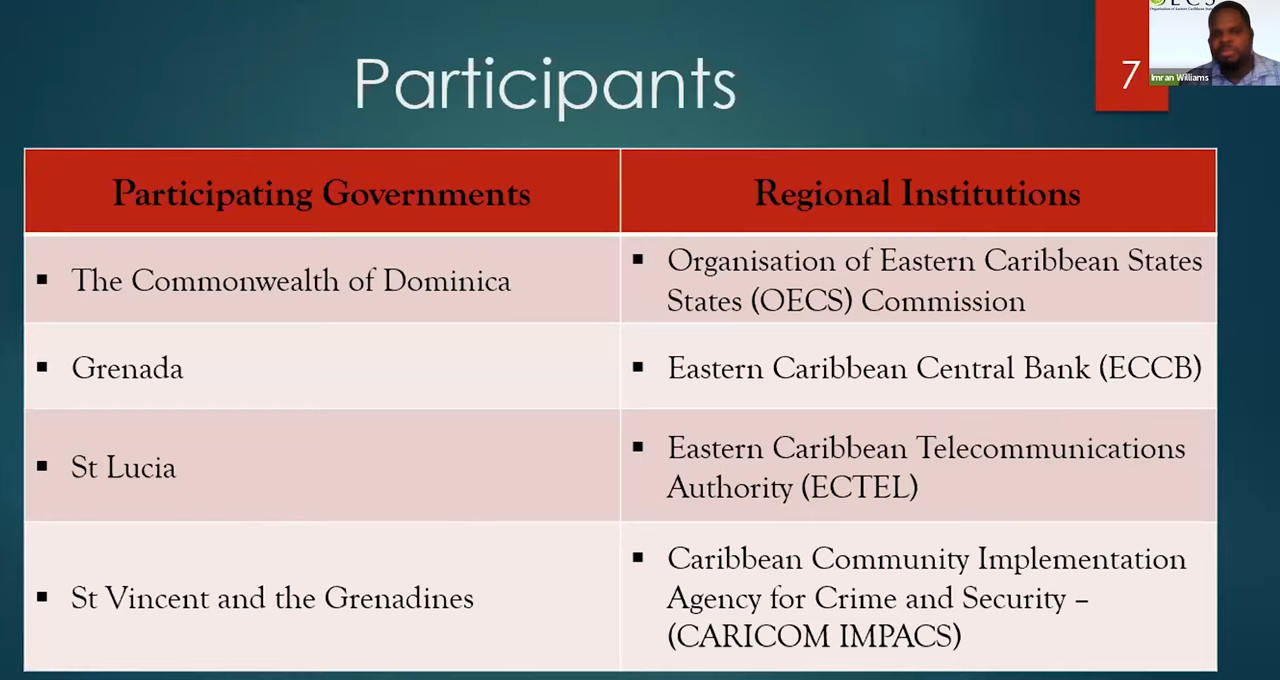 Participants
7
Imran Williams
Participating Governments
Regional Institutions
▪ The Commonwealth of Dominica
▪ Organisation of Eastern Caribbean States
States (OECS) Commission
▪ Grenada
▪ Eastern Caribbean Central Bank (ECCB)
▪ St Lucia
▪ Eastern Caribbean Telecommunications
Authority (ECTEL)
▪ St Vincent and the Grenadines
▪ Caribbean Community Implementation
Agency for Crime and Security –
(CARICOM IMPACS)